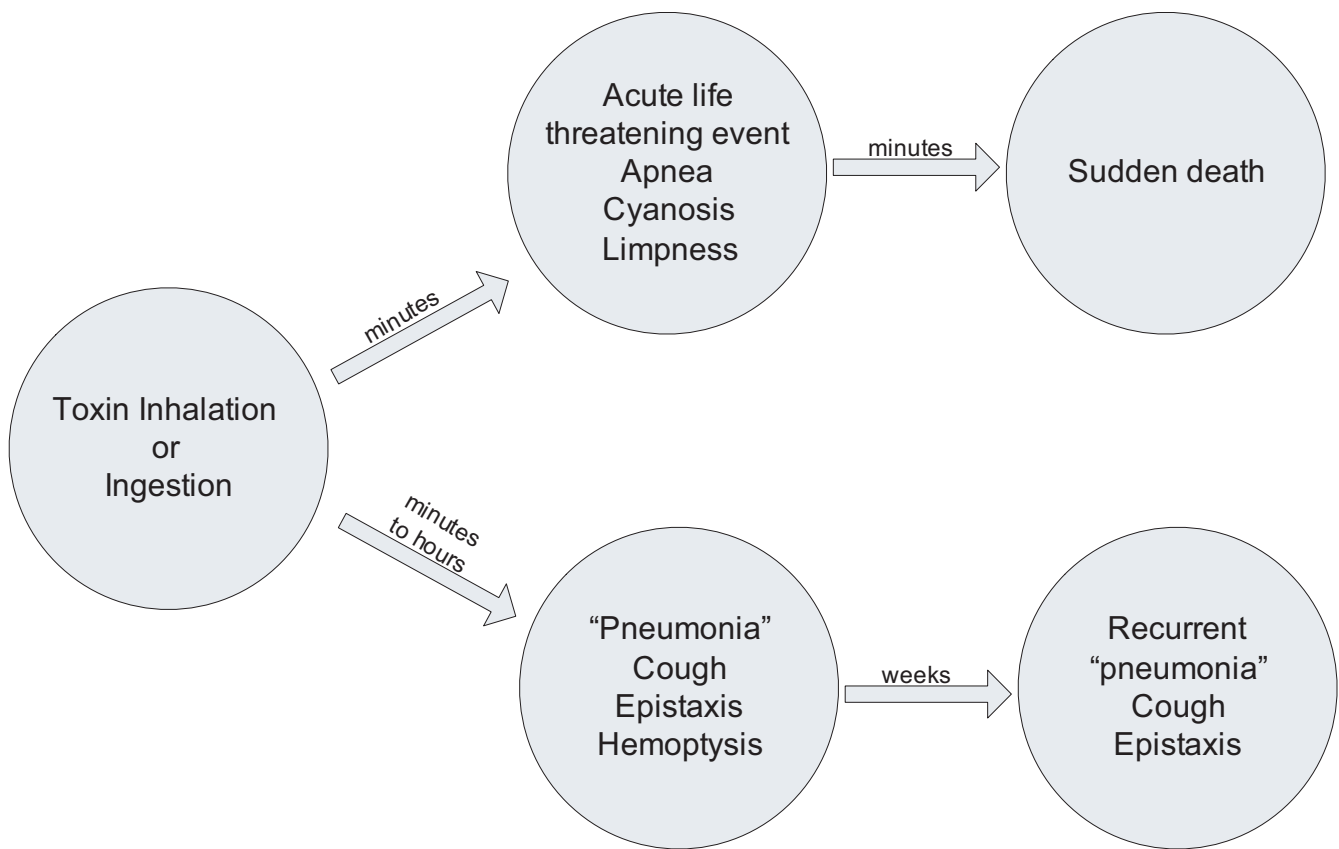 Toxin Inhalation
or
Ingestion
minutes
Acute life
threatening event
Apnea
Cyanosis
Limpness
minutes
Sudden death
minutes
to hours
“Pneumonia”
Cough
Epistaxis
Hemoptysis
weeks
Recurrent
“pneumonia”
Cough
Epistaxis